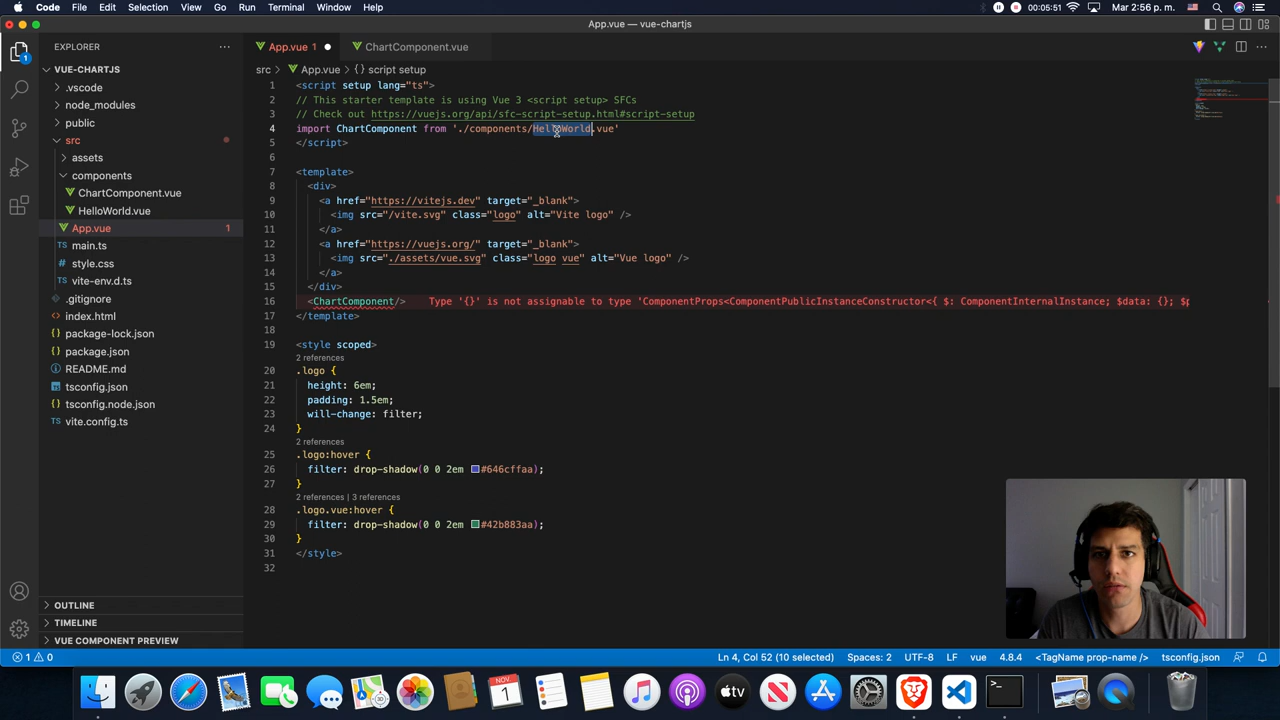 Code File Edit Selection View Go Run Terminal Window Help
00:05:51
Mar 2:56 p. m.
App.vue — vue-chartjs
EXPLORER
App.vue 1
ChartComponent.vue
src > App.vue > {} script setup
VUE-CHARTJS
.vscode
node_modules
public
src
assets
components
ChartComponent.vue
HelloWorld.vue
App.vue 1
main.ts
style.css
vite-env.d.ts
.gitignore
index.html
package-lock.json
package.json
README.md
tsconfig.json
tsconfig.node.json
vite.config.ts
OUTLINE
TIMELINE
VUE COMPONENT PREVIEW
1 <script setup lang="ts">
2 // This starter template is using Vue 3 <script setup> SFCs
3 // Check out https://vuejs.org/api/sfc-script-setup.html#script-setup
4 import ChartComponent from './components/HelloWorld.vue'
5 </script>
6
7 <template>
8 <div>
9 <a href="https://vitejs.dev" target="_blank">
10 <img src="/vite.svg" class="logo" alt="Vite logo" />
11 </a>
12 <a href="https://vuejs.org/" target="_blank">
13 <img src="./assets/vue.svg" class="logo vue" alt="Vue logo" />
14 </a>
15 </div>
16 <ChartComponent/> Type '{}' is not assignable to type 'ComponentProps<ComponentPublicInstanceConstructor<{ $: ComponentInternalInstance; $data: {}; $p
17 </template>
18
19 <style scoped>
2 references
20 .logo {
21 height: 6em;
22 padding: 1.5em;
23 will-change: filter;
24 }
2 references
25 .logo:hover {
26 filter: drop-shadow(0 0 2em #646cffaa);
27 }
2 references | 3 references
28 .logo.vue:hover {
29 filter: drop-shadow(0 0 2em #42b883aa);
30 }
31 </style>
32
1 0
Ln 4, Col 52 (10 selected)
Spaces: 2
UTF-8
LF
vue
4.8.4
<TagName prop-name />
tsconfig.json
NOV.
1